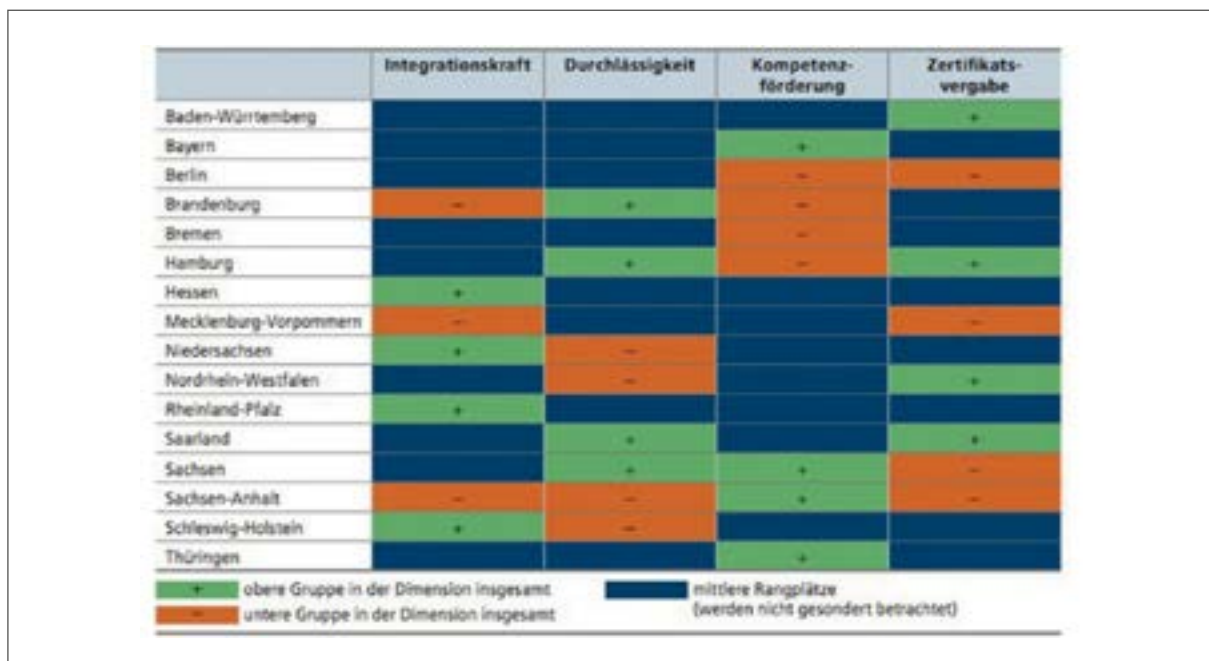 Integrationskraft Durchlässigkeit Kompetenz- Zertifikats-
förderung vergabe
Baden-Würrtemberg +
Bayern +
Berlin − −
Brandenburg − + −
Bremen −
Hamburg + − +
Hessen +
Mecklenburg-Vorpommern − −
Niedersachsen + −
Nordrhein-Westfalen − +
Rheinland-Pfalz +
Saarland + +
Sachsen + + −
Sachsen-Anhalt − − + −
Schleswig-Holstein + −
Thüringen +
+ obere Gruppe in der Dimension insgesamt mittlere Rangplätze
− untere Gruppe in der Dimension insgesamt (werden nicht gesondert betrachtet)